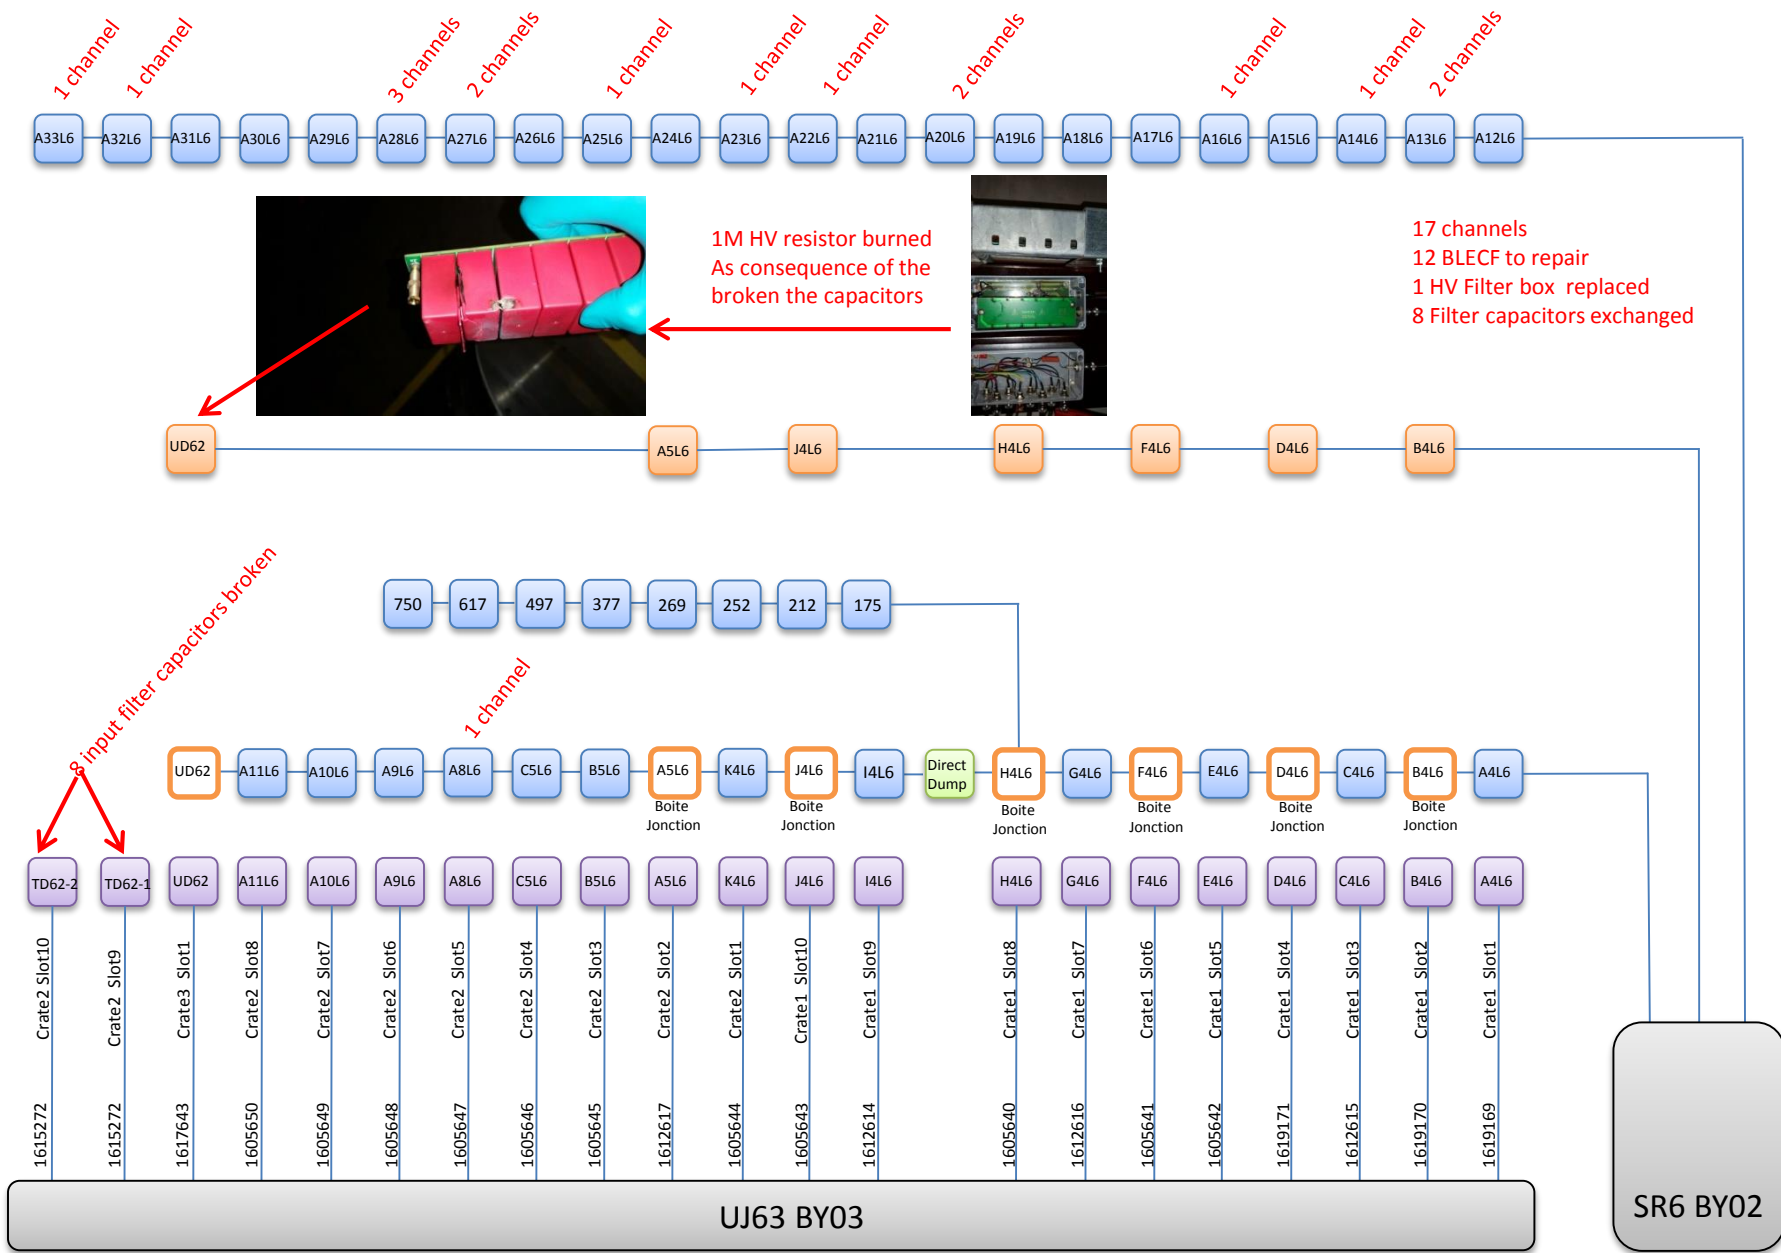 1 channel
1 channel
3 channels
2 channels
1 channel
1 channel
1 channel
2 channels
1 channel
1 channel
2 channels
A33L6 A32L6 A31L6 A30L6 A29L6 A28L6 A27L6 A26L6 A25L6 A24L6 A23L6 A22L6 A21L6 A20L6 A19L6 A18L6 A17L6 A16L6 A15L6 A14L6 A13L6 A12L6
1M HV resistor burned
As consequence of the
broken the capacitors
17 channels
12 BLECF to repair
1 HV Filter box replaced
8 Filter capacitors exchanged
UD62 A5L6 J4L6 H4L6 F4L6 D4L6 B4L6
8 input filter capacitors broken
750 617 497 377 269 252 212 175
1 channel
UD62 A11L6 A10L6 A9L6 A8L6 C5L6 B5L6 A5L6 K4L6 J4L6 I4L6
Direct
Dump
H4L6 G4L6 F4L6 E4L6 D4L6 C4L6 B4L6 A4L6
Boite
Jonction
Boite
Jonction
Boite
Jonction
Boite
Jonction
Boite
Jonction
Boite
Jonction
TD62-2 TD62-1 UD62 A11L6 A10L6 A9L6 A8L6 C5L6 B5L6 A5L6 K4L6 J4L6 I4L6 H4L6 G4L6 F4L6 E4L6 D4L6 C4L6 B4L6 A4L6
1615272 Crate2 Slot10
1615272 Crate2 Slot9
1617643 Crate3 Slot1
1605650 Crate2 Slot8
1605649 Crate2 Slot7
1605648 Crate2 Slot6
1605647 Crate2 Slot5
1605646 Crate2 Slot4
1605645 Crate2 Slot3
1612617 Crate2 Slot2
1605644 Crate2 Slot1
1605643 Crate1 Slot10
1612614 Crate1 Slot9
1605640 Crate1 Slot8
1612616 Crate1 Slot7
1605641 Crate1 Slot6
1605642 Crate1 Slot5
1619171 Crate1 Slot4
1612615 Crate1 Slot3
1619170 Crate1 Slot2
1619169 Crate1 Slot1
UJ63 BY03
SR6 BY02